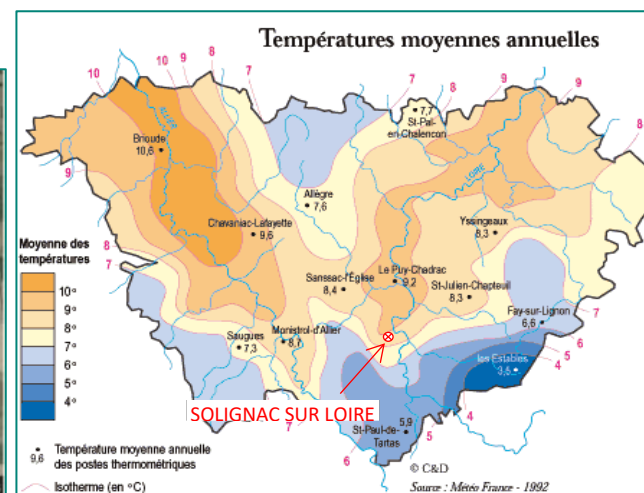 Températures moyennes annuelles
10
9
10
9
8
7
7
8
9
8
7,7
St-Pal-
en-Chalencon
ALLIER
LOIRE
Brioude
10,6
9
Allègre
7,6
Yssingeaux
8,3
Chavaniac-Lafayette
9,6
8
7
Moyenne des
températures
10°
9°
8°
7°
6°
5°
4°
Sanssac-l'Église
8,4
Le Puy-Chadrac
9,2
St-Julien-Chapteuil
8,3
Fay-sur-Lignon
6,6
7
6
5
4
Saugues
7,3
Monistrol-d'Allier
8,7
les Estables
3,6
SOLIGNAC SUR LOIRE
7
5,9
St-Paul-de-
Tartas
4
5
6
9,6
Température moyenne annuelle
des postes thermométriques
Isotherme (en °C)
© C&D
Source : Météo France - 1992